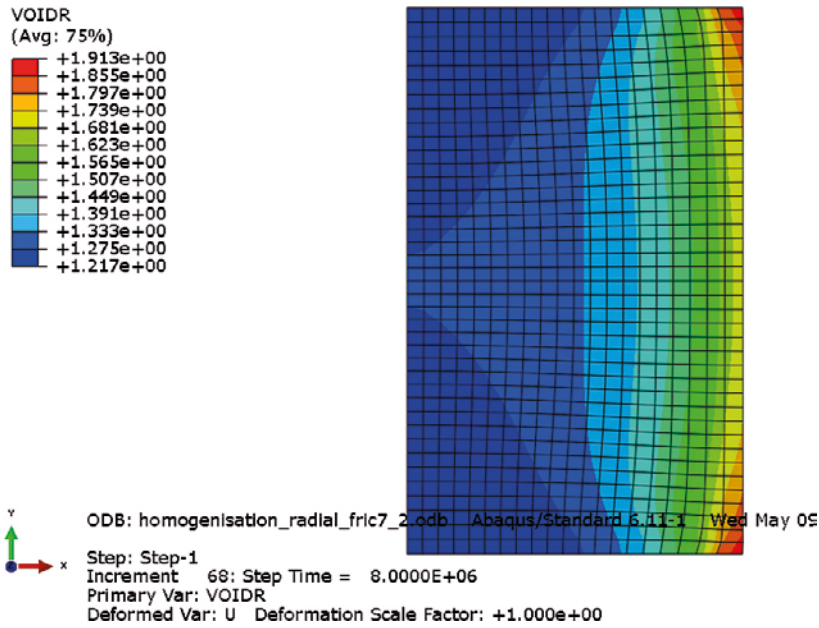 VOIDR
(Avg: 75%)
+1.913e+00
+1.855e+00
+1.797e+00
+1.739e+00
+1.681e+00
+1.623e+00
+1.565e+00
+1.507e+00
+1.449e+00
+1.391e+00
+1.333e+00
+1.275e+00
+1.217e+00
Y
Z X
ODB: homogenisation_radial_fric7_2.odb Abaqus/Standard 6.11-1 Wed May 09
Step: Step-1
Increment 68: Step Time = 8.0000E+06
Primary Var: VOIDR
Deformed Var: U Deformation Scale Factor: +1.000e+00